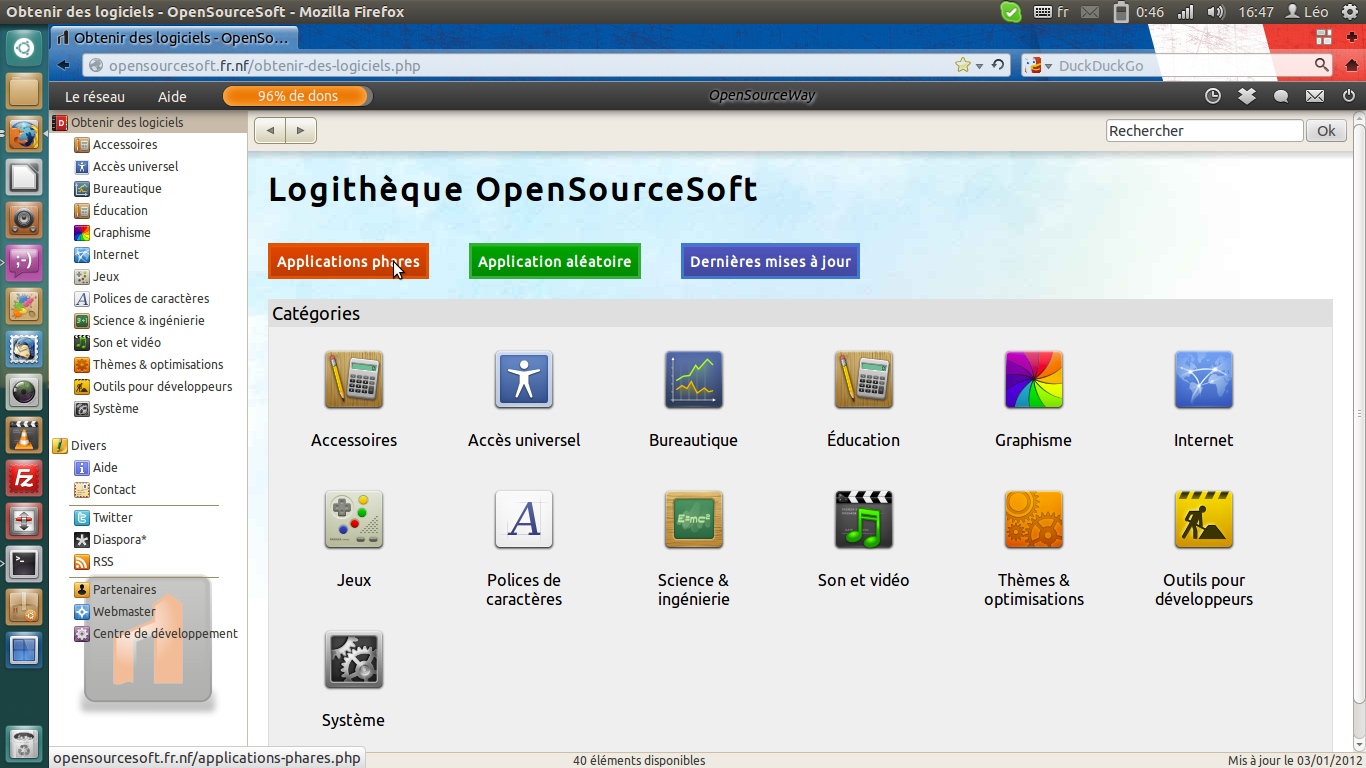 Obtenir des logiciels - OpenSourceSoft - Mozilla Firefox
fr
0:46
16:47
Léo
Obtenir des logiciels - OpenSo...
opensourcesoft.fr.nf/obtenir-des-logiciels.php
DuckDuckGo
Le réseau
Aide
96% de dons
OpenSourceWay
Obtenir des logiciels
Accessoires
Accès universel
Bureautique
Éducation
Graphisme
Internet
Jeux
Polices de caractères
Science & ingénierie
Son et vidéo
Thèmes & optimisations
Outils pour développeurs
Système
Divers
Aide
Contact
Twitter
Diaspora*
RSS
Partenaires
Webmaster
Centre de développement
Rechercher
Ok
Logithèque OpenSourceSoft
Applications phares
Application aléatoire
Dernières mises à jour
Catégories
Accessoires
Accès universel
Bureautique
Éducation
Graphisme
Internet
Jeux
Polices de
caractères
Science &
ingénierie
Son et vidéo
Thèmes &
optimisations
Outils pour
développeurs
Système
opensourcesoft.fr.nf/applications-phares.php
40 éléments disponibles
Mis à jour le 03/01/2012